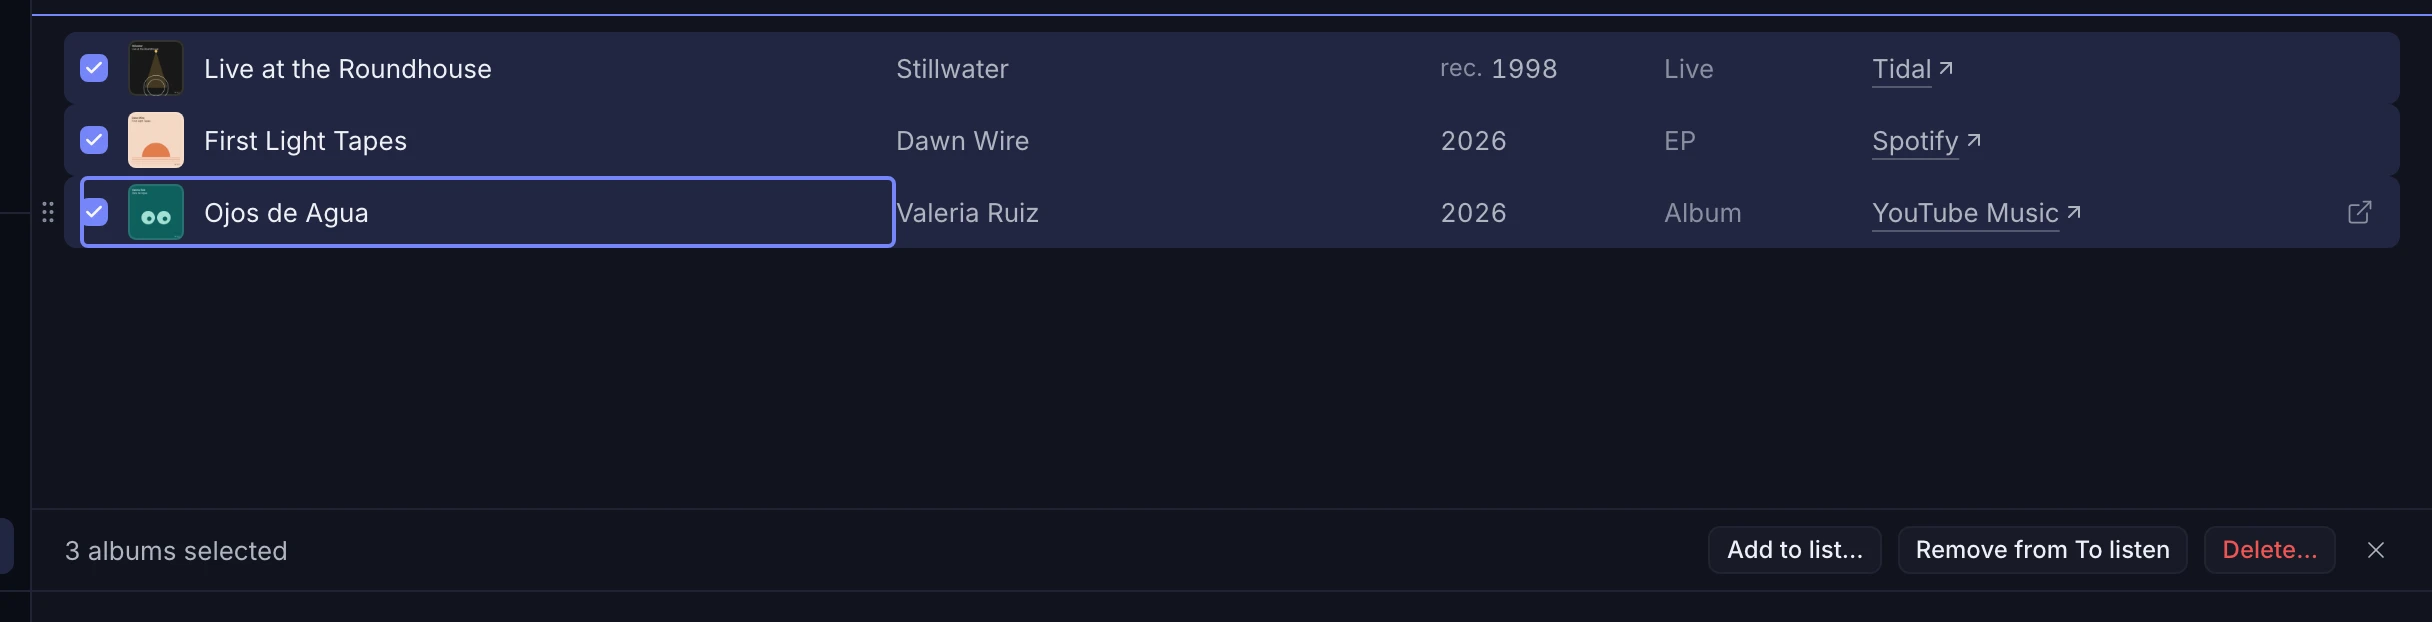 Live at the Roundhouse Stillwater rec. 1998 Live Tidal
First Light Tapes Dawn Wire 2026 EP Spotify
Ojos de Agua Valeria Ruiz 2026 Album YouTube Music
3 albums selected Add to list... Remove from To listen Delete...